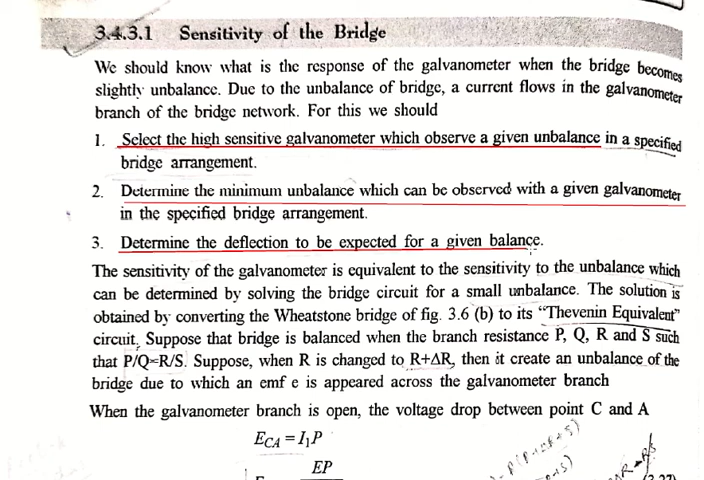 3.4.3.1 Sensitivity of the Bridge
We should know what is the response of the galvanometer when the bridge becomes
slightly unbalance. Due to the unbalance of bridge, a current flows in the galvanometer
branch of the bridge network. For this we should
1. Select the high sensitive galvanometer which observe a given unbalance in a specified
bridge arrangement.
2. Determine the minimum unbalance which can be observed with a given galvanometer
in the specified bridge arrangement.
3. Determine the deflection to be expected for a given balance.
The sensitivity of the galvanometer is equivalent to the sensitivity to the unbalance which
can be determined by solving the bridge circuit for a small unbalance. The solution is
obtained by converting the Wheatstone bridge of fig. 3.6 (b) to its “Thevenin Equivalent”
circuit. Suppose that bridge is balanced when the branch resistance P, Q, R and S such
that P/Q=R/S. Suppose, when R is changed to R+ΔR, then it create an unbalance of the
bridge due to which an emf e is appeared across the galvanometer branch
When the galvanometer branch is open, the voltage drop between point C and A
E_CA = I₁P
EP